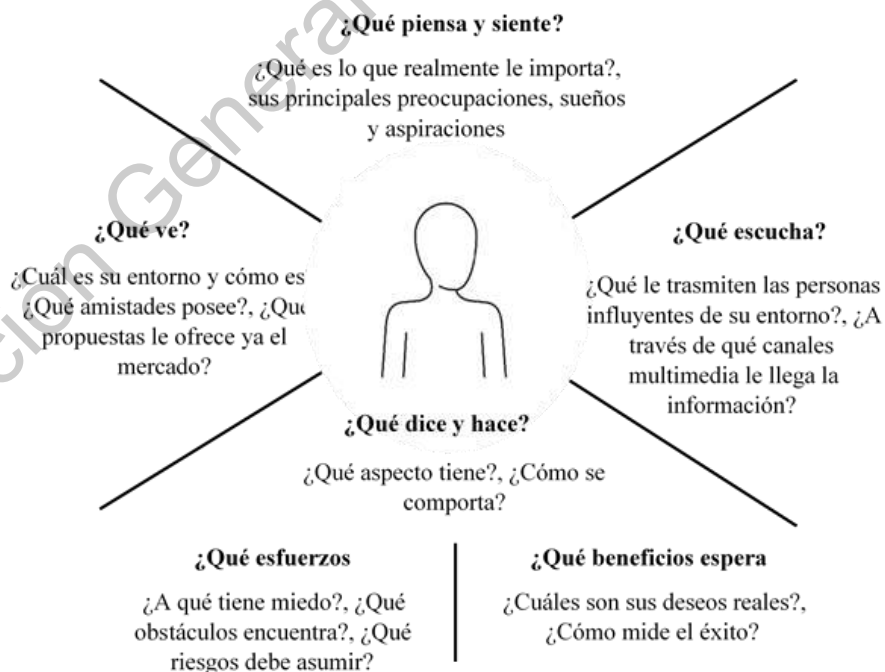 ¿Qué piensa y siente?
¿Qué es lo que realmente le importa?,
sus principales preocupaciones, sueños
y aspiraciones
¿Qué ve?
¿Cuál es su entorno y cómo es
¿Qué amistades posee?, ¿Que
propuestas le ofrece ya el
mercado?
¿Qué escucha?
¿Qué le trasmiten las personas
influyentes de su entorno?, ¿A
través de qué canales
multimedia le llega la
información?
¿Qué dice y hace?
¿Qué aspecto tiene?, ¿Cómo se
comporta?
¿Qué esfuerzos
¿A qué tiene miedo?, ¿Qué
obstáculos encuentra?, ¿Qué
riesgos debe asumir?
¿Qué beneficios espera
¿Cuáles son sus deseos reales?,
¿Cómo mide el éxito?
cion General